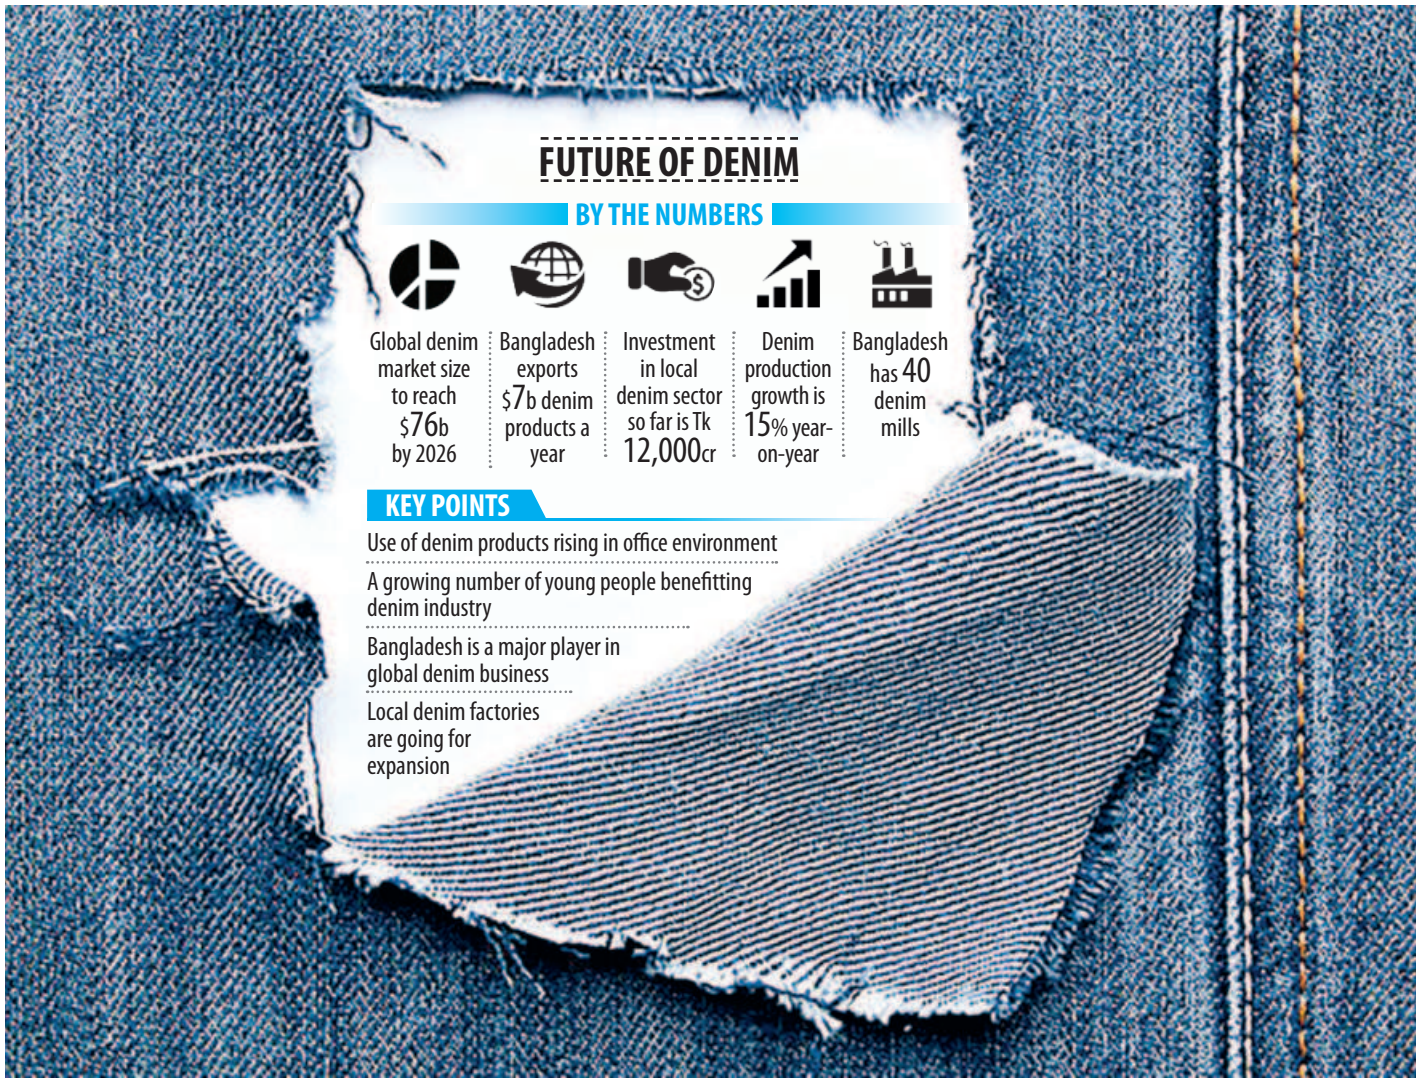 FUTURE OF DENIM
BY THE NUMBERS
Global denim
market size
to reach
$76b
by 2026
Bangladesh
exports
$7b denim
products a
year
Investment
in local
denim sector
so far is Tk
12,000cr
Denim
production
growth is
15% year-
on-year
Bangladesh
has 40
denim
mills
KEY POINTS
Use of denim products rising in office environment
A growing number of young people benefitting
denim industry
Bangladesh is a major player in
global denim business
Local denim factories
are going for
expansion